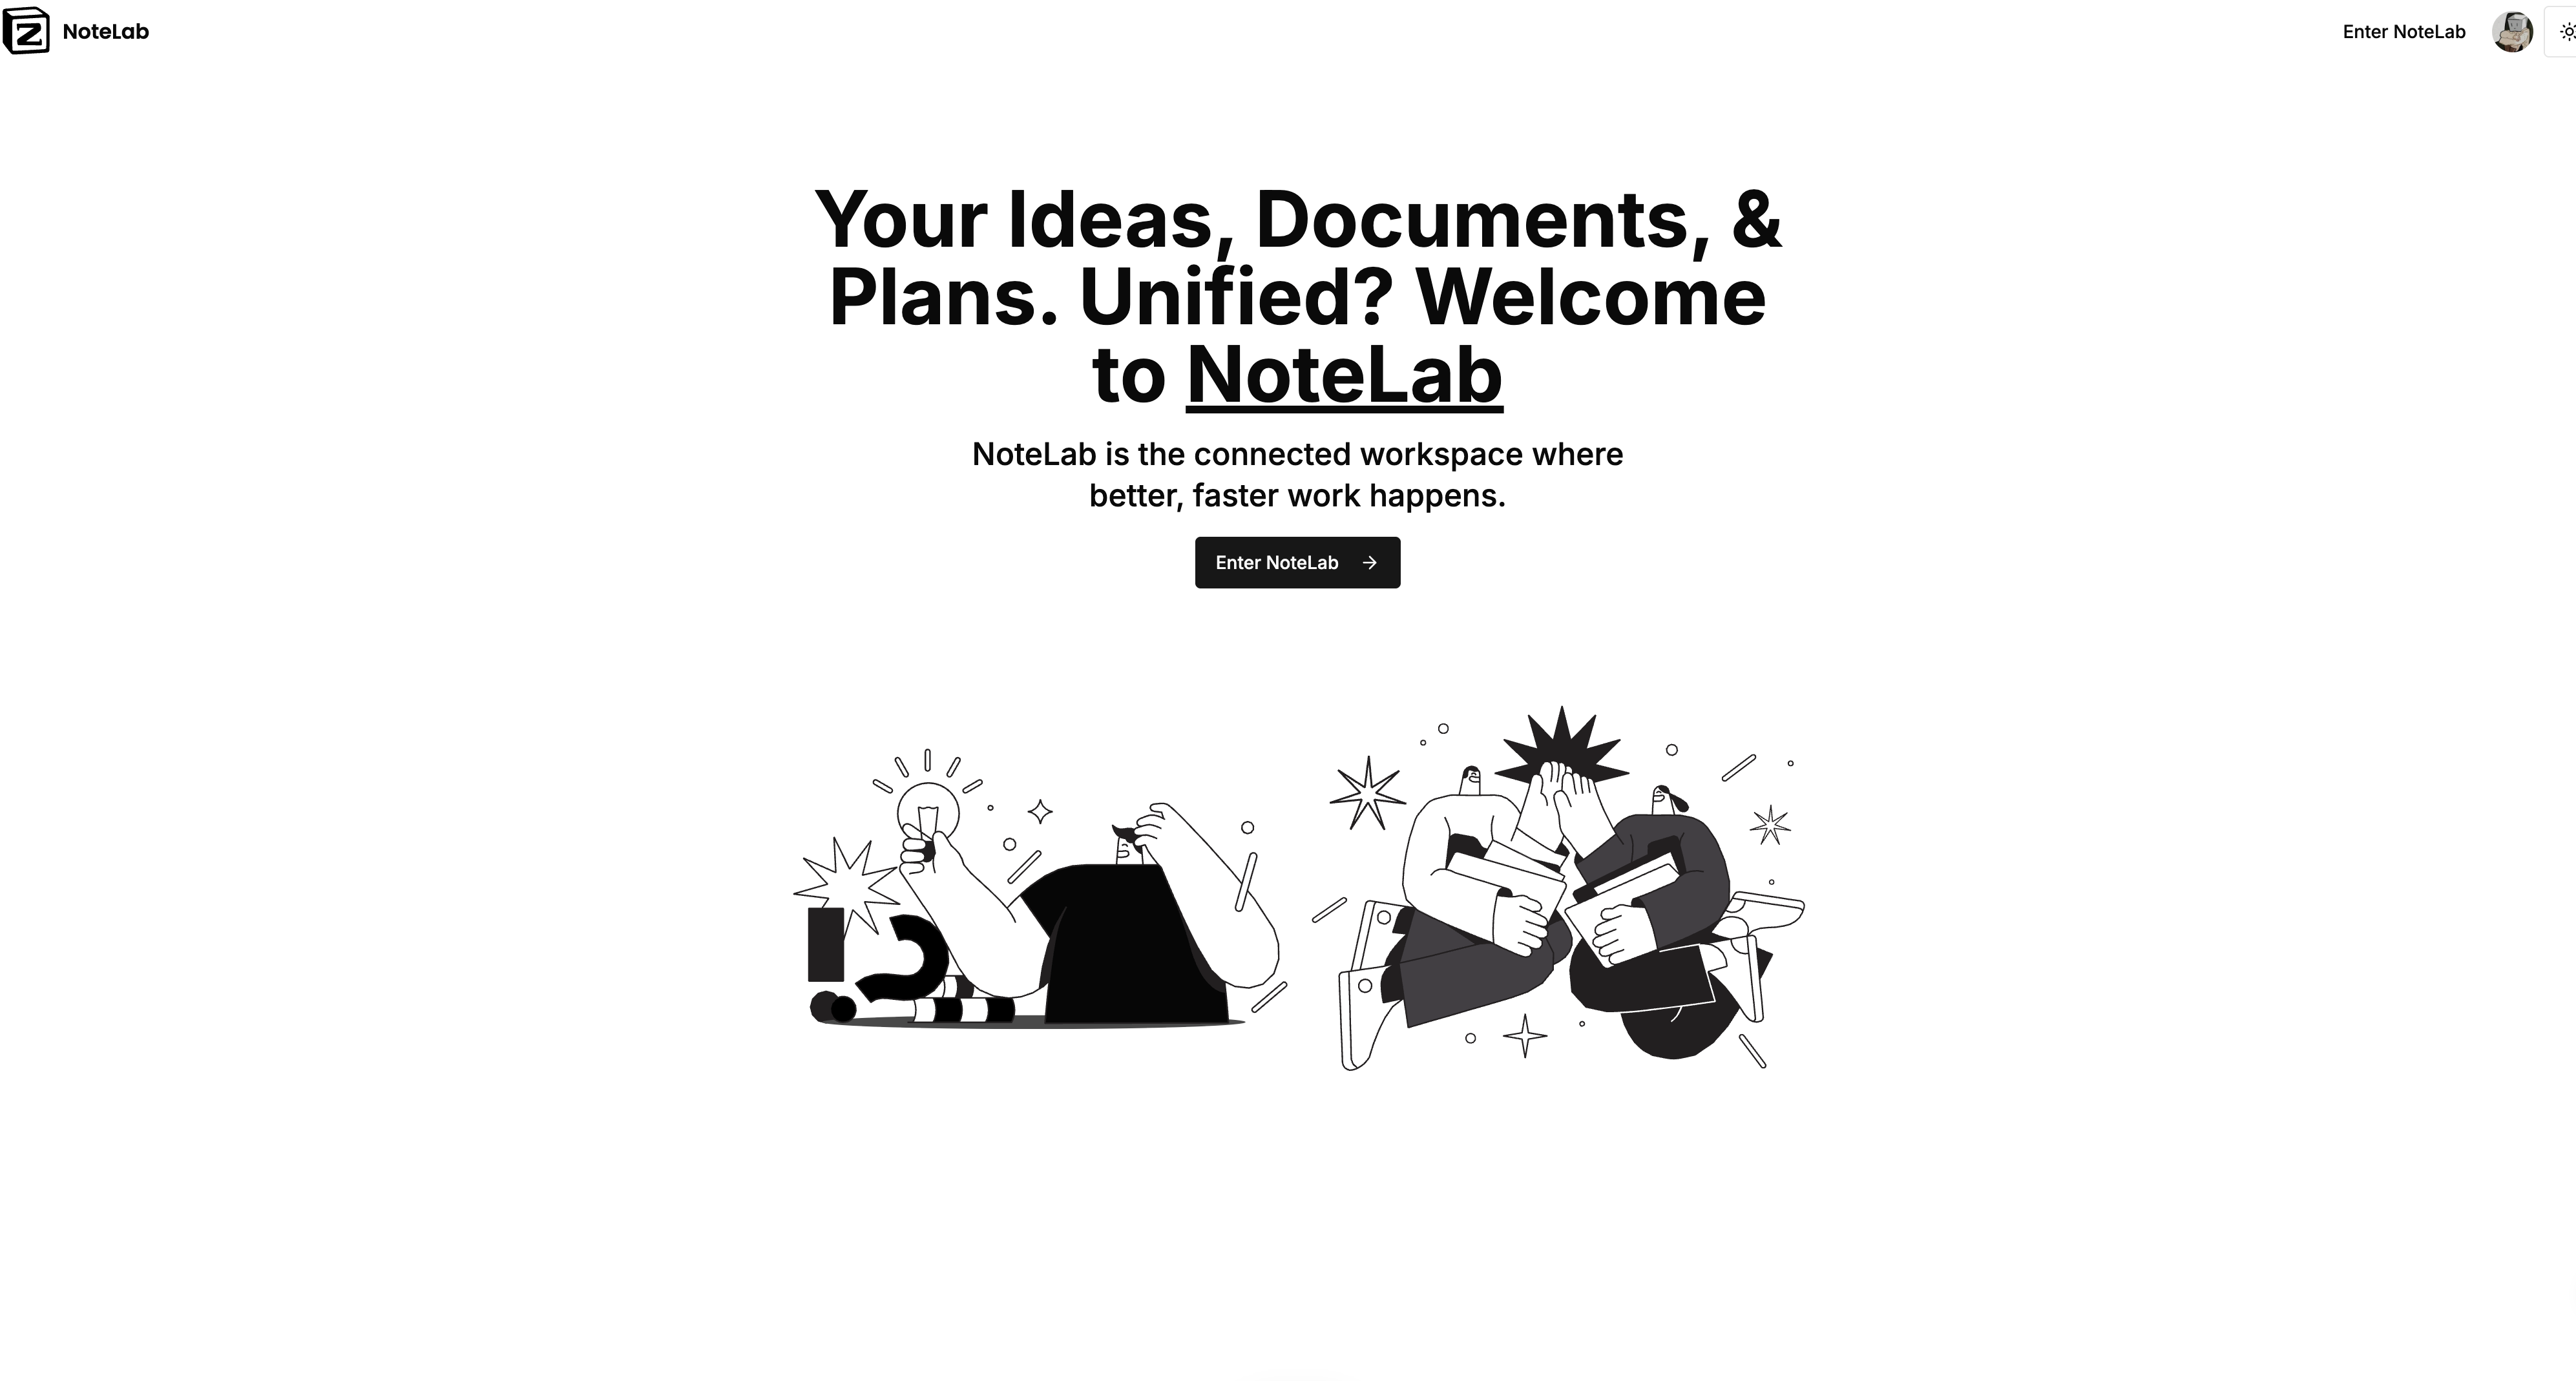 NoteLab
Enter NoteLab
Your Ideas, Documents, &
Plans. Unified? Welcome
to NoteLab
NoteLab is the connected workspace where
better, faster work happens.
Enter NoteLab